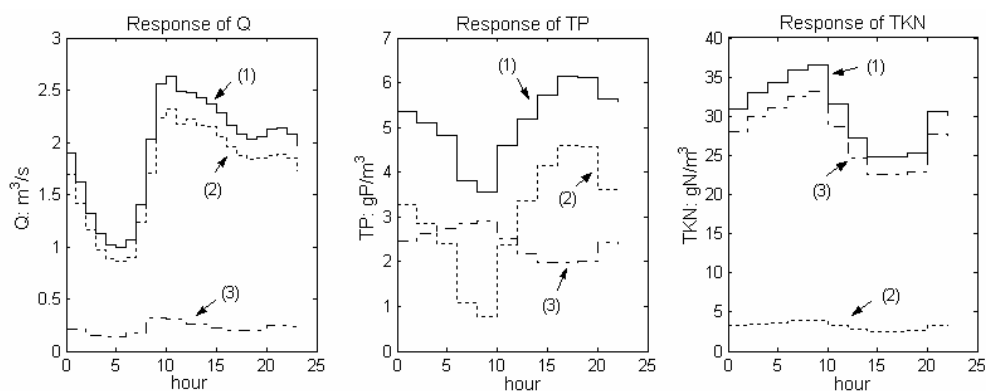 Response of Q
3
2.5
2
1.5
1
0.5
0
0 5 10 15 20 25
hour
Q: m³/s
(1)
(2)
(3)
Response of TP
7
6
5
4
3
2
1
0
0 5 10 15 20 25
hour
TP: gP/m³
(1)
(2)
(3)
Response of TKN
40
35
30
25
20
15
10
5
0
0 5 10 15 20 25
hour
TKN: gN/m³
(1)
(3)
(2)